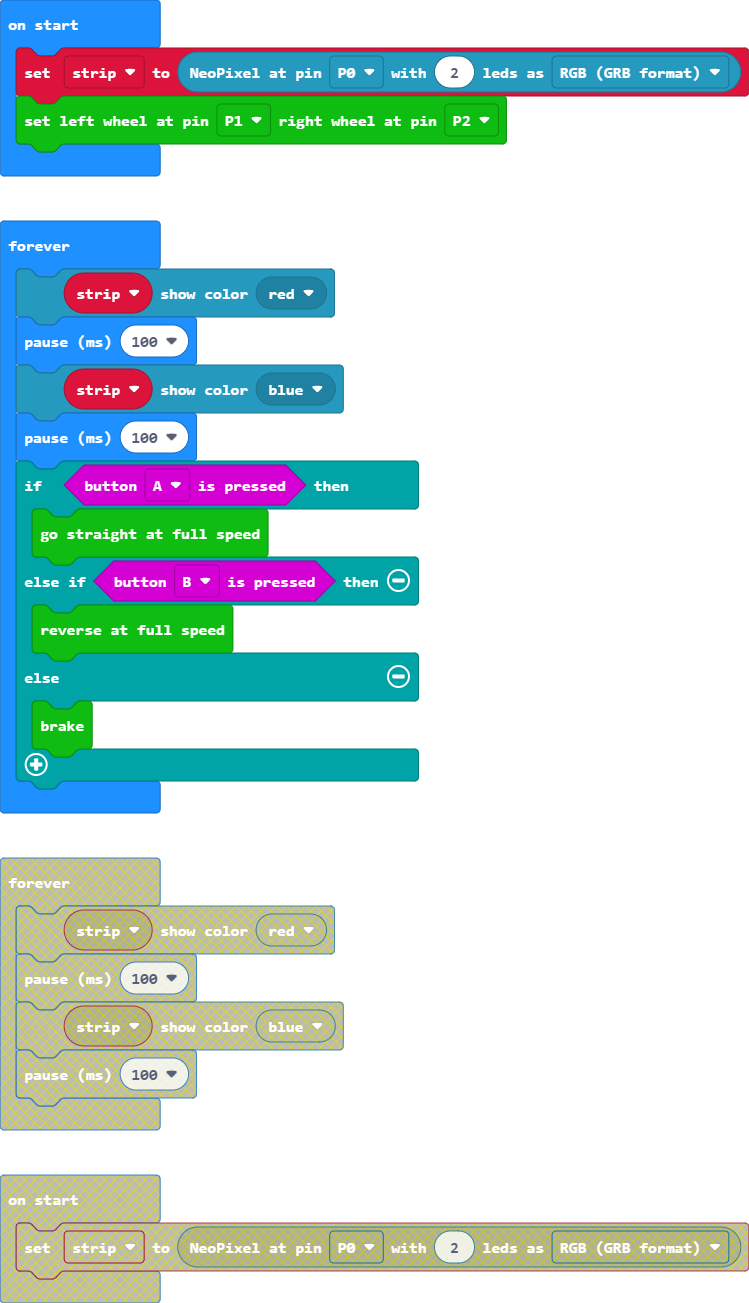 on start
set strip to NeoPixel at pin P0 with 2 leds as RGB (GRB format)
set left wheel at pin P1 right wheel at pin P2
forever
strip show color red
pause (ms) 100
strip show color blue
pause (ms) 100
if button A is pressed then
go straight at full speed
else if button B is pressed then
reverse at full speed
else
brake
forever
strip show color red
pause (ms) 100
strip show color blue
pause (ms) 100
on start
set strip to NeoPixel at pin P0 with 2 leds as RGB (GRB format)